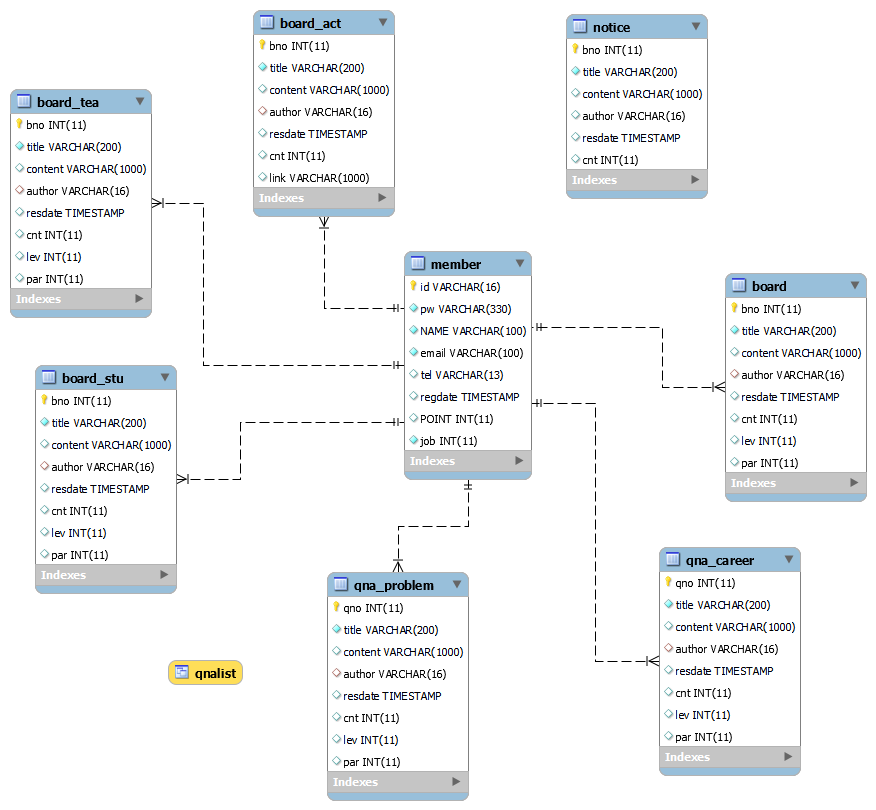 board_act
bno INT(11)
title VARCHAR(200)
content VARCHAR(1000)
author VARCHAR(16)
resdate TIMESTAMP
cnt INT(11)
link VARCHAR(1000)
Indexes
notice
bno INT(11)
title VARCHAR(200)
content VARCHAR(1000)
author VARCHAR(16)
resdate TIMESTAMP
cnt INT(11)
Indexes
board_tea
bno INT(11)
title VARCHAR(200)
content VARCHAR(1000)
author VARCHAR(16)
resdate TIMESTAMP
cnt INT(11)
lev INT(11)
par INT(11)
Indexes
member
id VARCHAR(16)
pw VARCHAR(330)
NAME VARCHAR(100)
email VARCHAR(100)
tel VARCHAR(13)
regdate TIMESTAMP
POINT INT(11)
job INT(11)
Indexes
board
bno INT(11)
title VARCHAR(200)
content VARCHAR(1000)
author VARCHAR(16)
resdate TIMESTAMP
cnt INT(11)
lev INT(11)
par INT(11)
Indexes
board_stu
bno INT(11)
title VARCHAR(200)
content VARCHAR(1000)
author VARCHAR(16)
resdate TIMESTAMP
cnt INT(11)
lev INT(11)
par INT(11)
Indexes
qna_problem
qno INT(11)
title VARCHAR(200)
content VARCHAR(1000)
author VARCHAR(16)
resdate TIMESTAMP
cnt INT(11)
lev INT(11)
par INT(11)
Indexes
qna_career
qno INT(11)
title VARCHAR(200)
content VARCHAR(1000)
author VARCHAR(16)
resdate TIMESTAMP
cnt INT(11)
lev INT(11)
par INT(11)
Indexes
qnalist